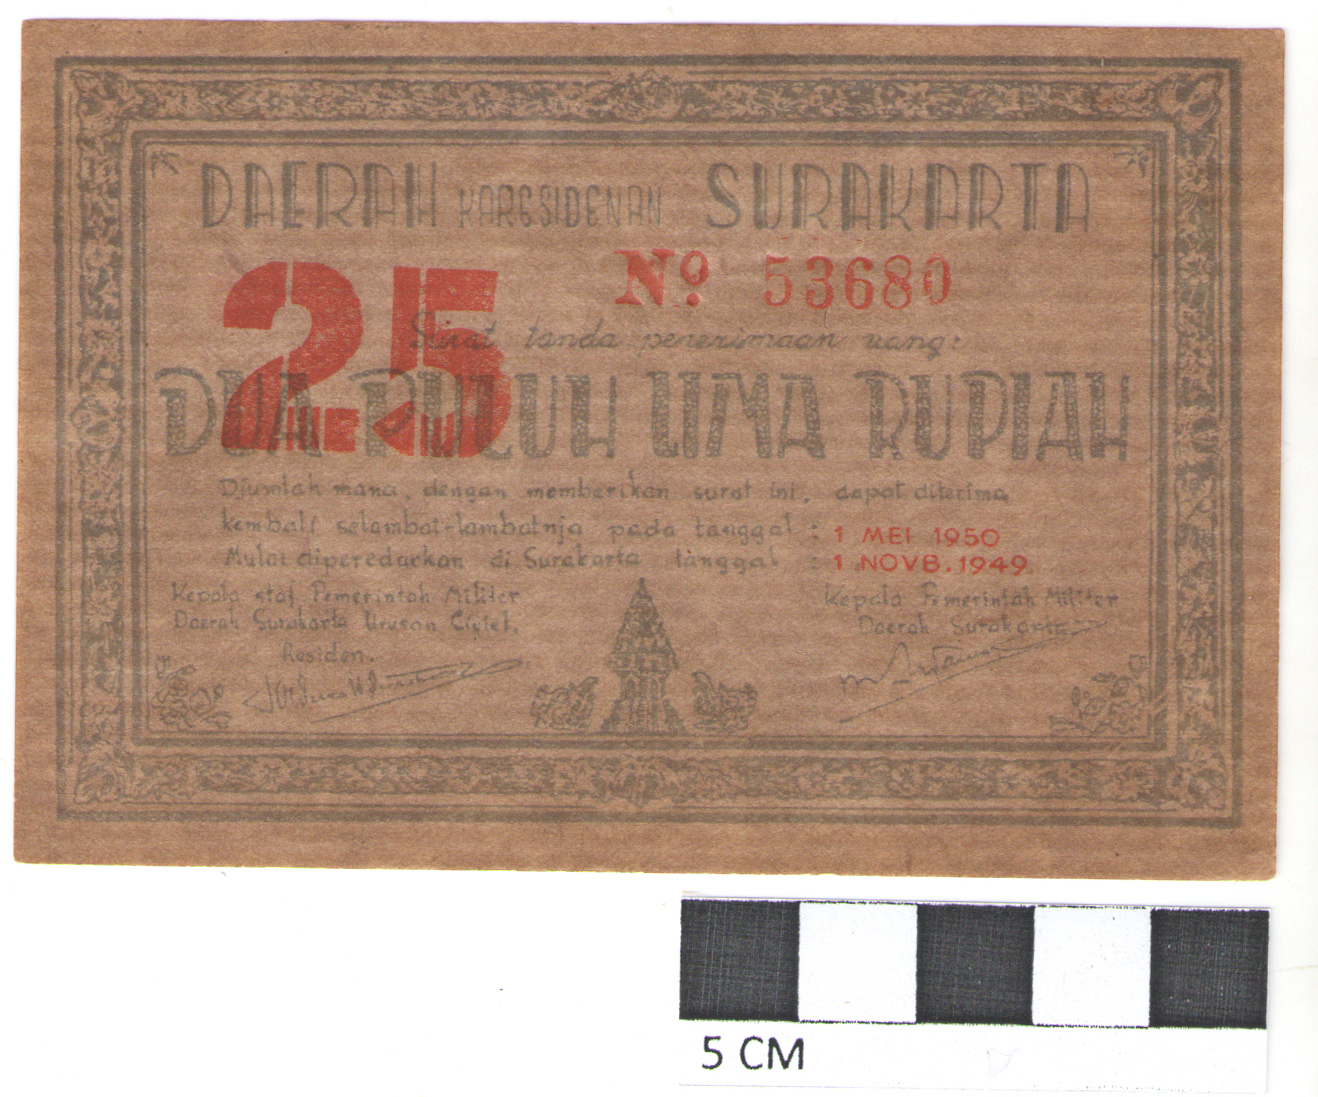 DAERAH KARESIDENAN SURAKARTA
25
No 53680
Surat tanda penerimaan uang:
DUA PULUH LIMA RUPIAH
Djumlah mana, dengan memberikan surat ini, dapat diterima
kembali selambat-lambatnja pada tanggal : 1 MEI 1950
Mulai diperedarkan di Surakarta tanggal : 1 NOVB. 1949
Kepala staf Pemerintah Militer
Daerah Surakarta Urusan Civiel,
Residen.
Kepala Pemerintah Militer
Daerah Surakarta
5 CM